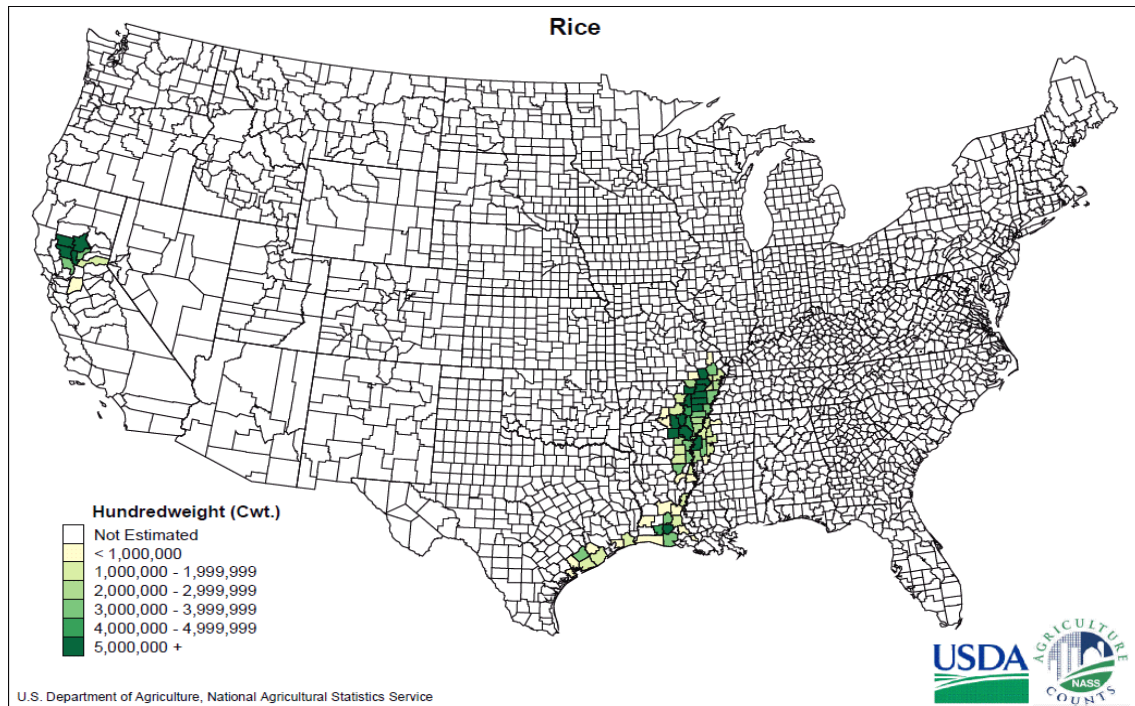 Rice
Hundredweight (Cwt.)
Not Estimated
< 1,000,000
1,000,000 - 1,999,999
2,000,000 - 2,999,999
3,000,000 - 3,999,999
4,000,000 - 4,999,999
5,000,000 +
U.S. Department of Agriculture, National Agricultural Statistics Service
USDA
AGRICULTURE
NASS
COUNTS